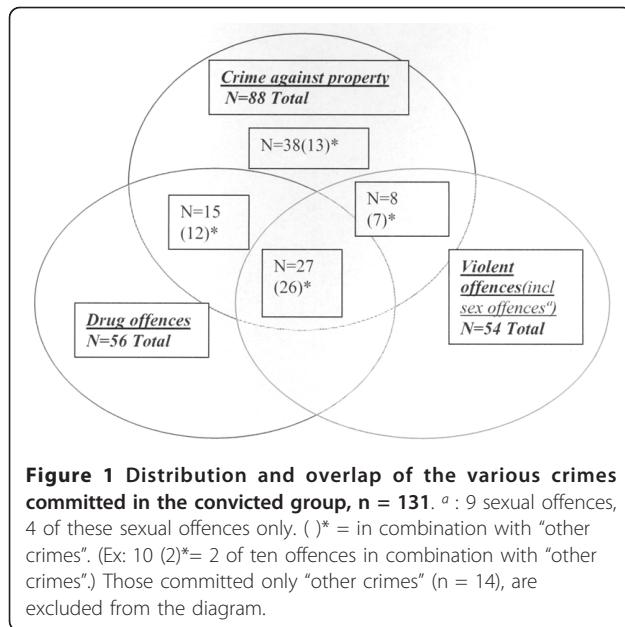 Crime against property
N=88 Total
N=38(13)*
N=15
(12)*
N=8
(7)*
N=27
(26)*
Violent
offences(incl
sex offencesª)
N=54 Total
Drug offences
N=56 Total
Figure 1 Distribution and overlap of the various crimes
committed in the convicted group, n = 131. ª : 9 sexual offences,
4 of these sexual offences only. ( )* = in combination with “other
crimes”. (Ex: 10 (2)*= 2 of ten offences in combination with “other
crimes”.) Those committed only “other crimes” (n = 14), are
excluded from the diagram.